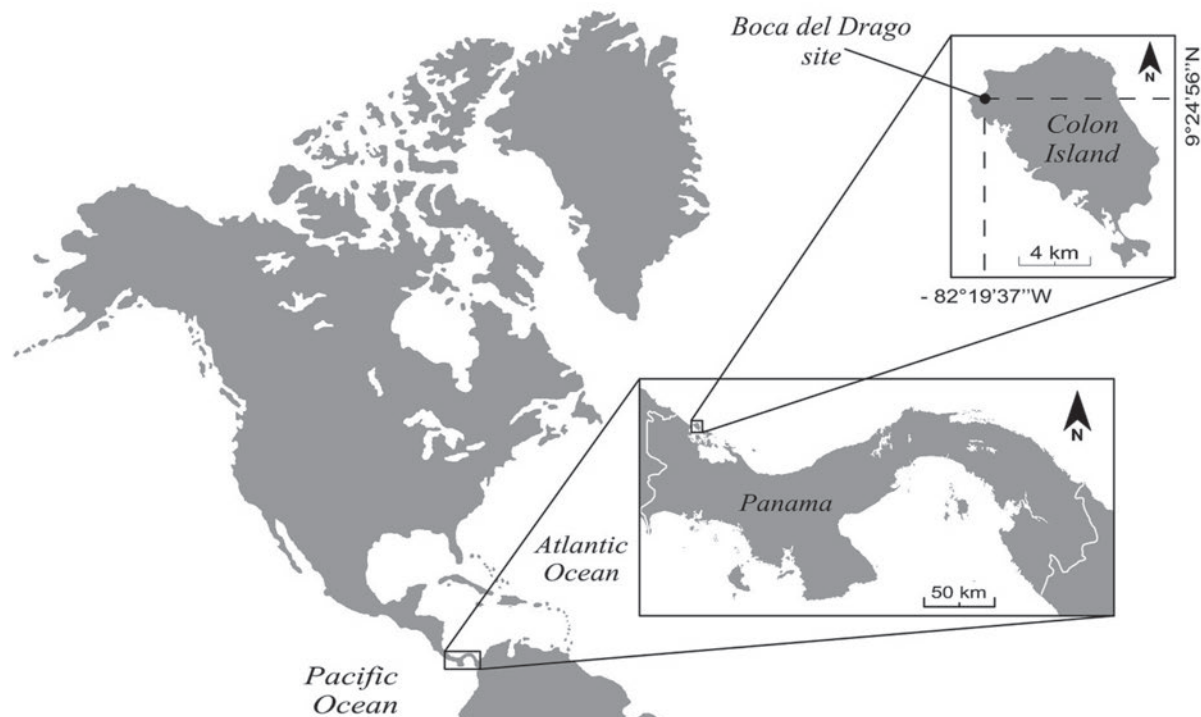 Boca del Drago
site
N
9°24'56''N
Colon
Island
4 km
- 82°19'37''W
N
Panama
Atlantic
Ocean
50 km
Pacific
Ocean